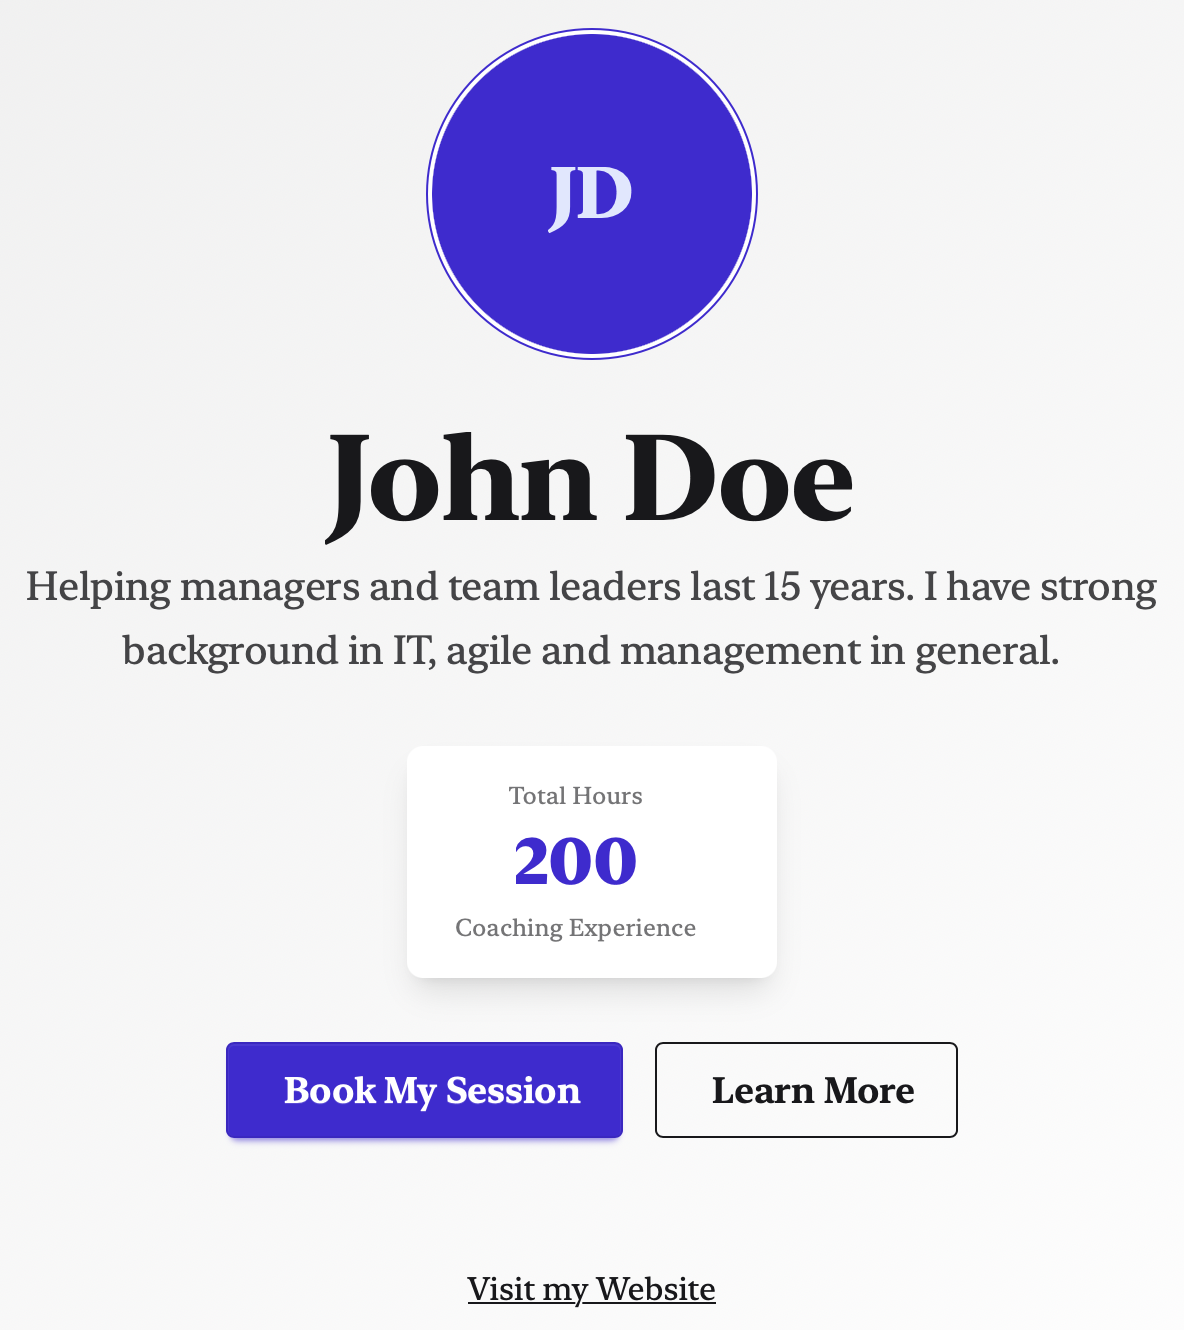 JD
John Doe
Helping managers and team leaders last 15 years. I have strong
background in IT, agile and management in general.
Total Hours
200
Coaching Experience
Book My Session
Learn More
Visit my Website